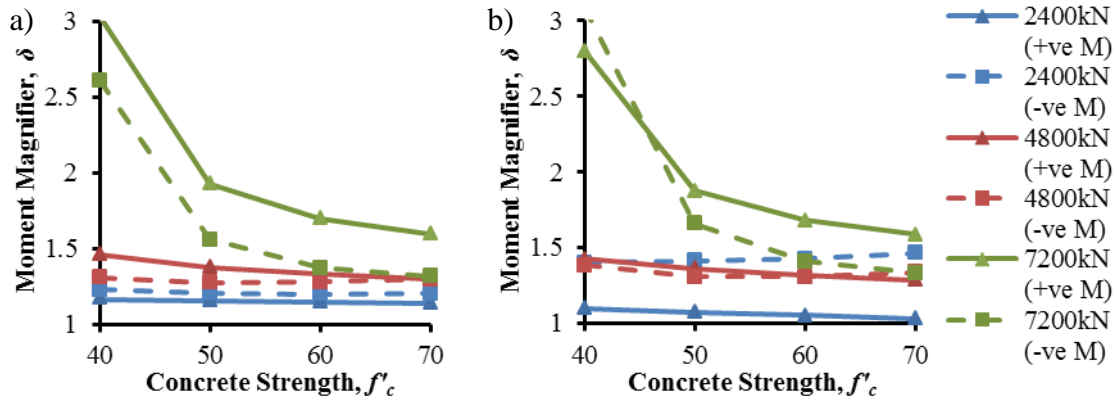 a)
Moment Magnifier, δ
3
2.5
2
1.5
1
40 50 60 70
Concrete Strength, f'c
b)
Moment Magnifier, δ
3
2.5
2
1.5
1
40 50 60 70
Concrete Strength, f'c
2400kN
(+ve M)
2400kN
(-ve M)
4800kN
(+ve M)
4800kN
(-ve M)
7200kN
(+ve M)
7200kN
(-ve M)